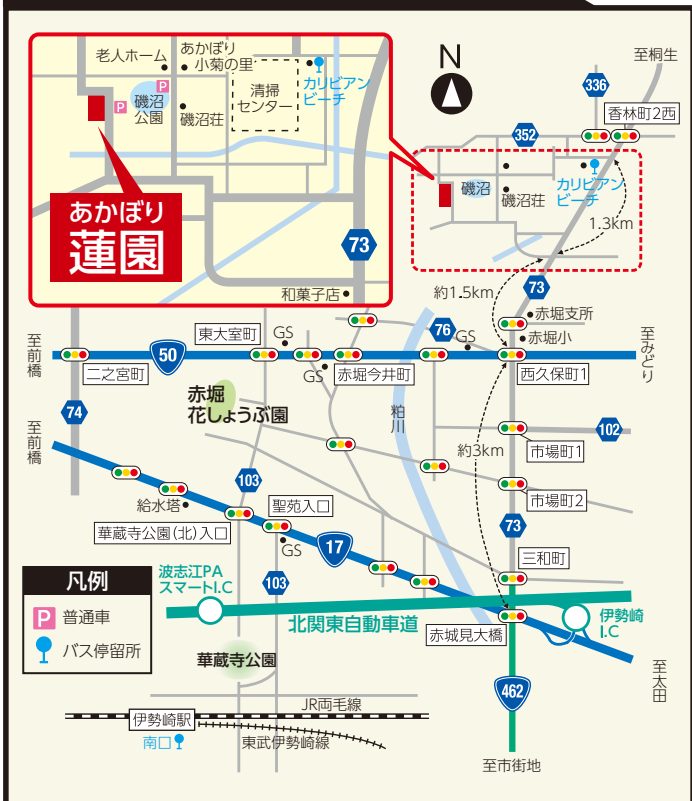 老人ホーム
あかぼり
小菊の里
清掃
センター
カリビアン
ビーチ
P
磯沼
公園
P
磯沼荘
あかぼり
蓮園
73
和菓子店
N
至桐生
336
香林町2西
352
磯沼
磯沼荘
カリビアン
ビーチ
1.3km
73
約1.5km
赤堀支所
赤堀小
76
GS
東大室町
GS
至前橋
50
至みどり
二之宮町
GS
赤堀今井町
西久保町1
赤堀
花しょうぶ園
74
粕川
至前橋
102
市場町1
約3km
103
市場町2
給水塔
聖苑入口
73
華蔵寺公園(北)入口
GS
17
三和町
凡例
P 普通車
バス停留所
波志江PA
スマートI.C
103
北関東自動車道
伊勢崎
I.C
赤城見大橋
華蔵寺公園
至太田
462
JR両毛線
伊勢崎駅
南口
東武伊勢崎線
至市街地